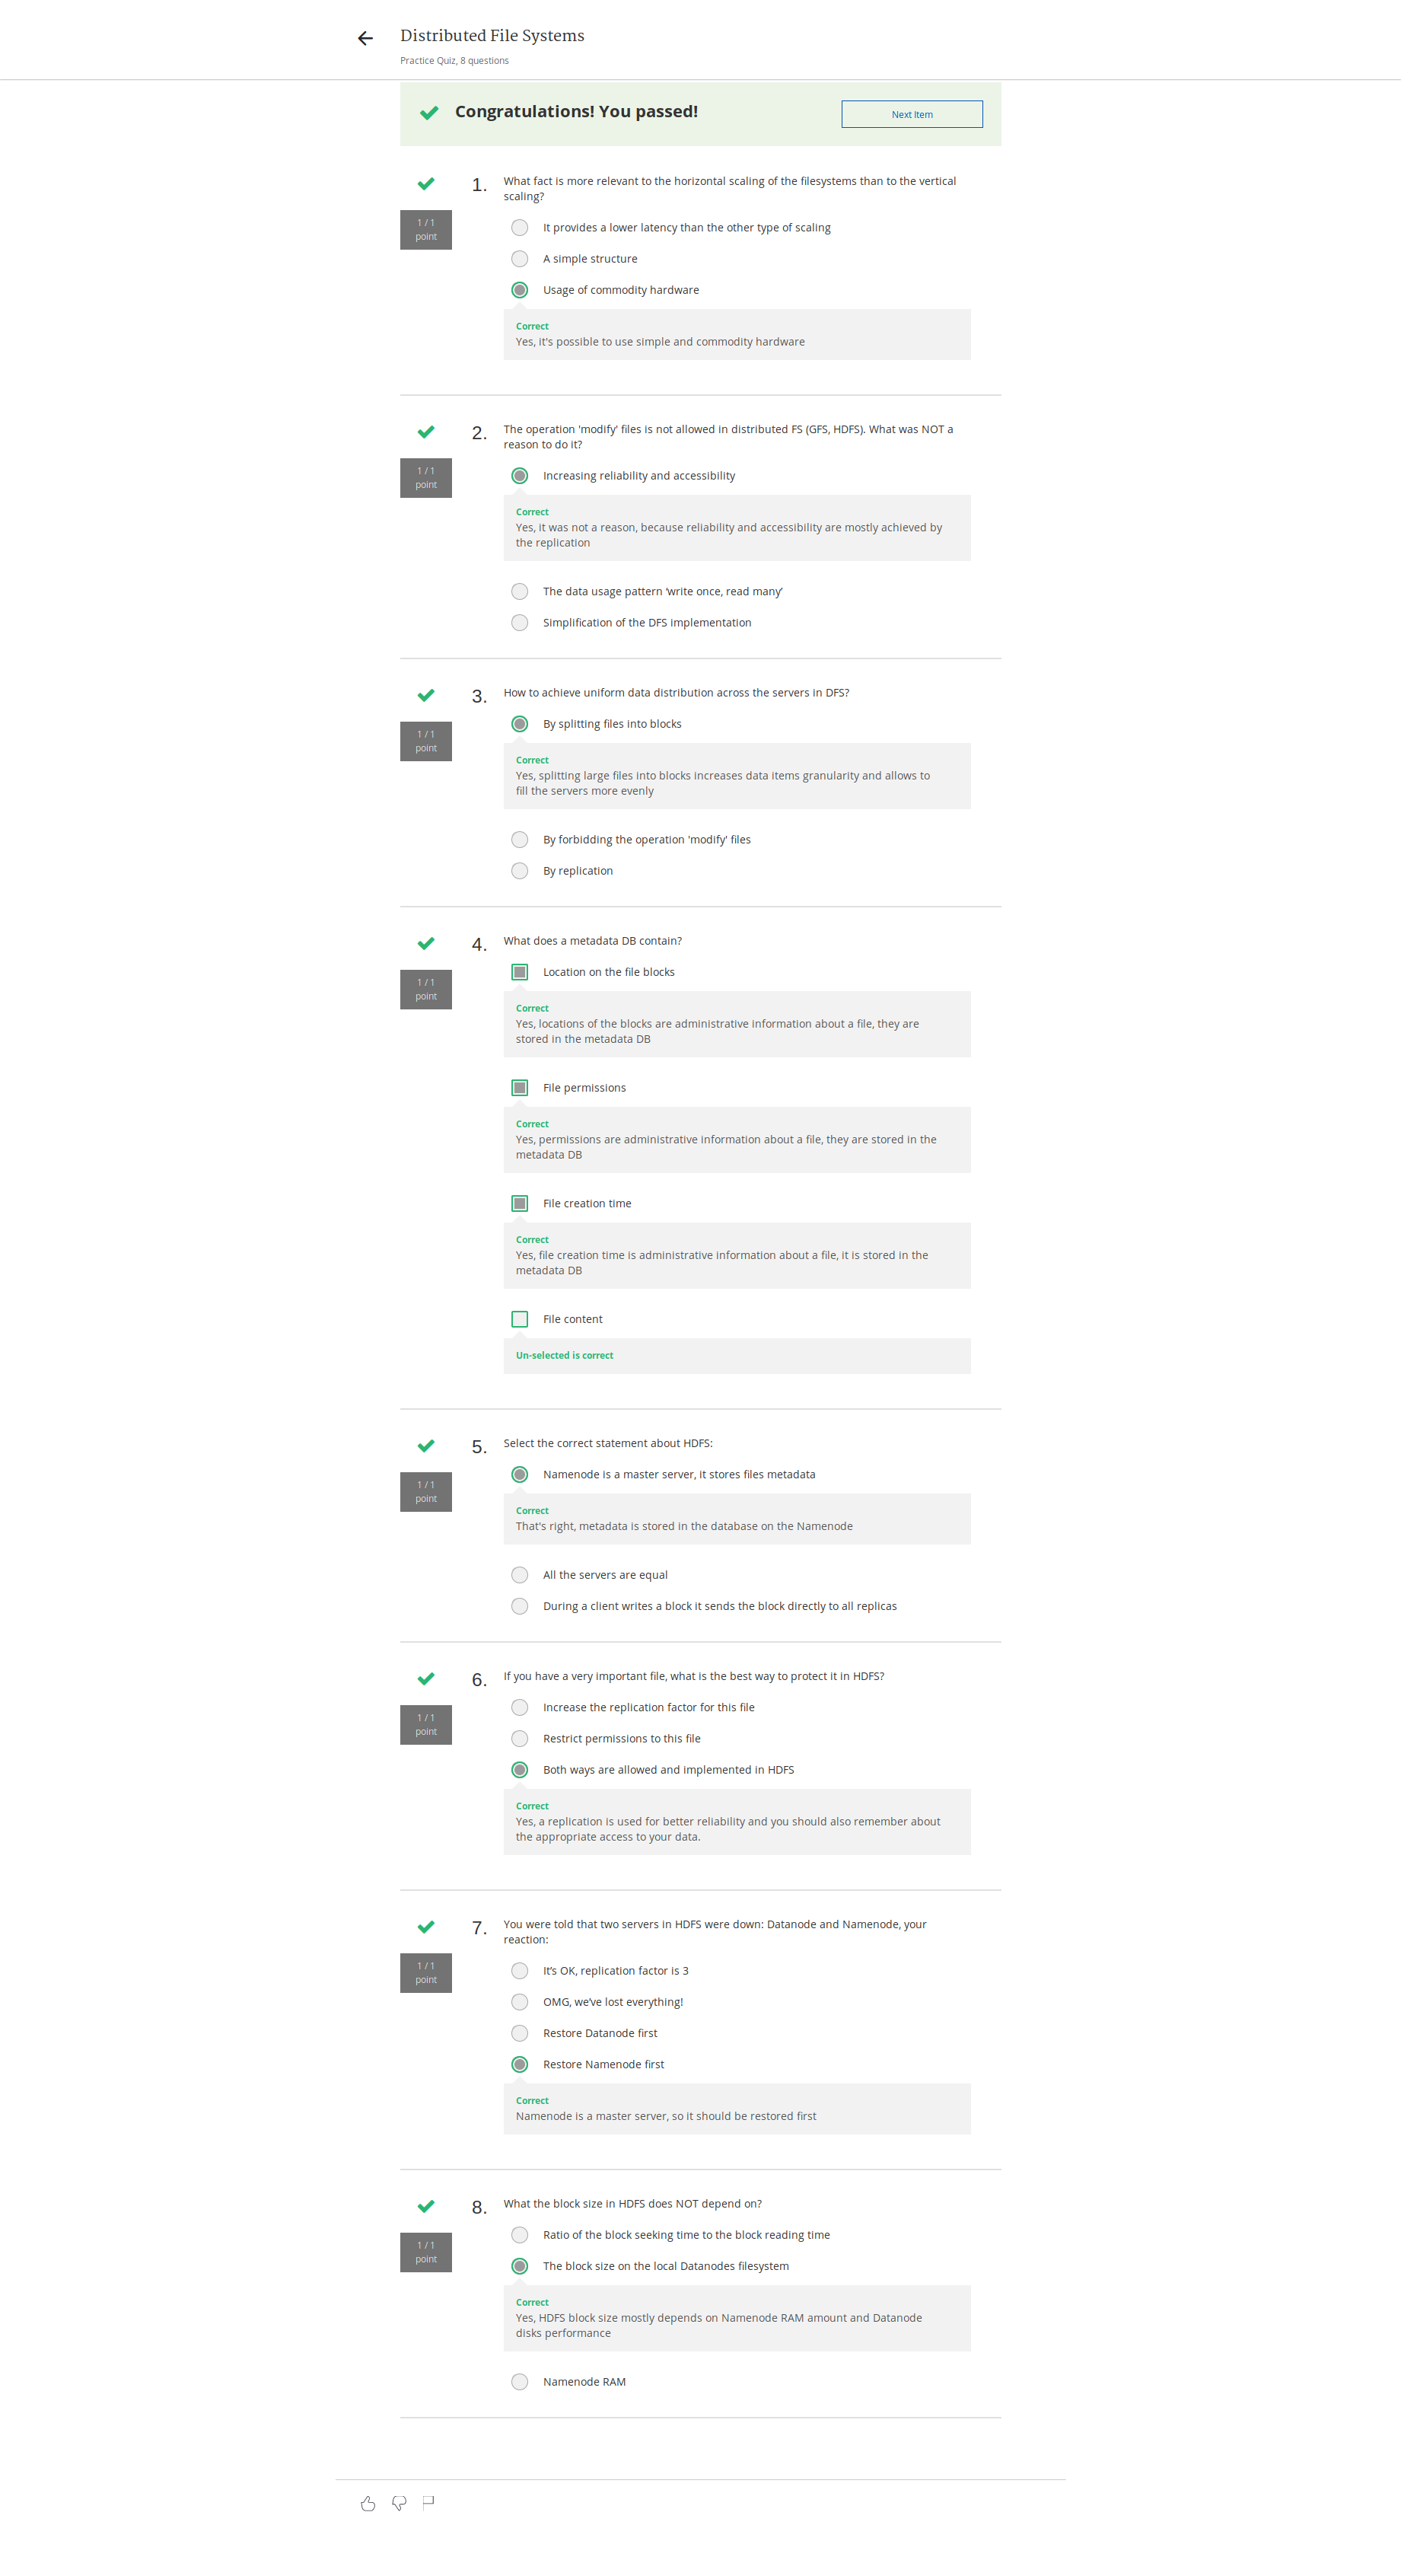 Distributed File Systems
Practice Quiz, 8 questions
Congratulations! You passed!
Next Item
1.
What fact is more relevant to the horizontal scaling of the filesystems than to the vertical
scaling?
1 / 1
point
It provides a lower latency than the other type of scaling
A simple structure
Usage of commodity hardware
Correct
Yes, it's possible to use simple and commodity hardware
2.
The operation 'modify' files is not allowed in distributed FS (GFS, HDFS). What was NOT a
reason to do it?
1 / 1
point
Increasing reliability and accessibility
Correct
Yes, it was not a reason, because reliability and accessibility are mostly achieved by
the replication
The data usage pattern ‘write once, read many’
Simplification of the DFS implementation
3.
How to achieve uniform data distribution across the servers in DFS?
1 / 1
point
By splitting files into blocks
Correct
Yes, splitting large files into blocks increases data items granularity and allows to
fill the servers more evenly
By forbidding the operation 'modify' files
By replication
4.
What does a metadata DB contain?
1 / 1
point
Location on the file blocks
Correct
Yes, locations of the blocks are administrative information about a file, they are
stored in the metadata DB
File permissions
Correct
Yes, permissions are administrative information about a file, they are stored in the
metadata DB
File creation time
Correct
Yes, file creation time is administrative information about a file, it is stored in the
metadata DB
File content
Un-selected is correct
5.
Select the correct statement about HDFS:
1 / 1
point
Namenode is a master server, it stores files metadata
Correct
That's right, metadata is stored in the database on the Namenode
All the servers are equal
During a client writes a block it sends the block directly to all replicas
6.
If you have a very important file, what is the best way to protect it in HDFS?
1 / 1
point
Increase the replication factor for this file
Restrict permissions to this file
Both ways are allowed and implemented in HDFS
Correct
Yes, a replication is used for better reliability and you should also remember about
the appropriate access to your data.
7.
You were told that two servers in HDFS were down: Datanode and Namenode, your
reaction:
1 / 1
point
It’s OK, replication factor is 3
OMG, we’ve lost everything!
Restore Datanode first
Restore Namenode first
Correct
Namenode is a master server, so it should be restored first
8.
What the block size in HDFS does NOT depend on?
1 / 1
point
Ratio of the block seeking time to the block reading time
The block size on the local Datanodes filesystem
Correct
Yes, HDFS block size mostly depends on Namenode RAM amount and Datanode
disks performance
Namenode RAM